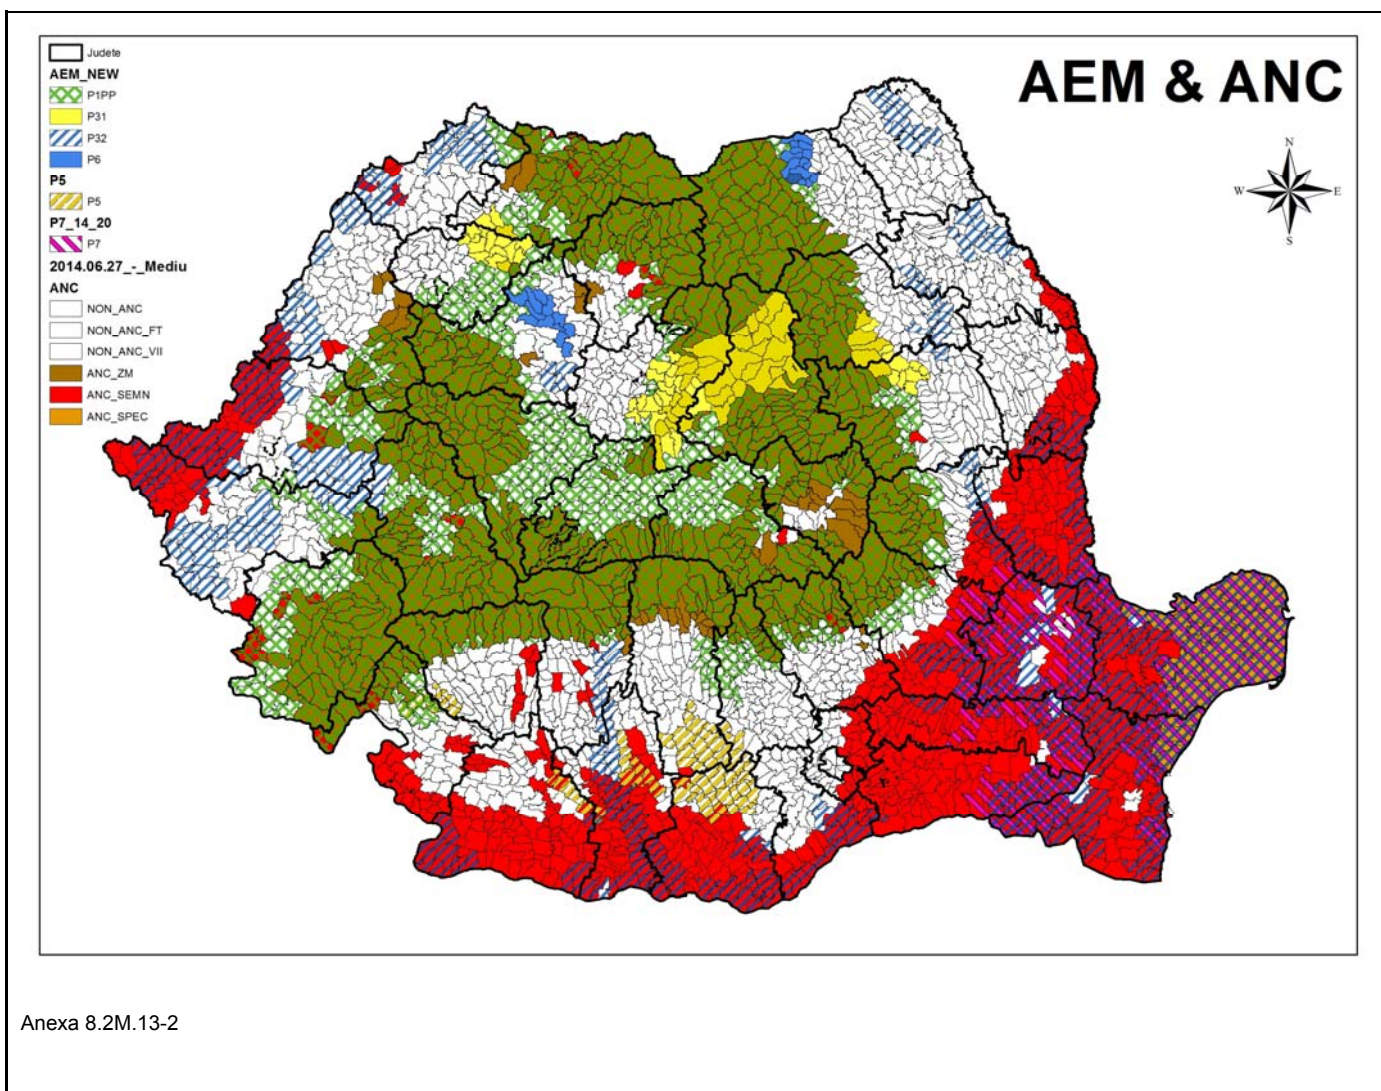 AEM & ANC
Judete
AEM_NEW
P1PP
P31
P32
P6
P5
P5
P7_14_20
P7
2014.06.27_-_Mediu
ANC
NON_ANC
NON_ANC_FT
NON_ANC_VII
ANC_ZM
ANC_SEMN
ANC_SPEC
N
W E
S
Anexa 8.2M.13-2